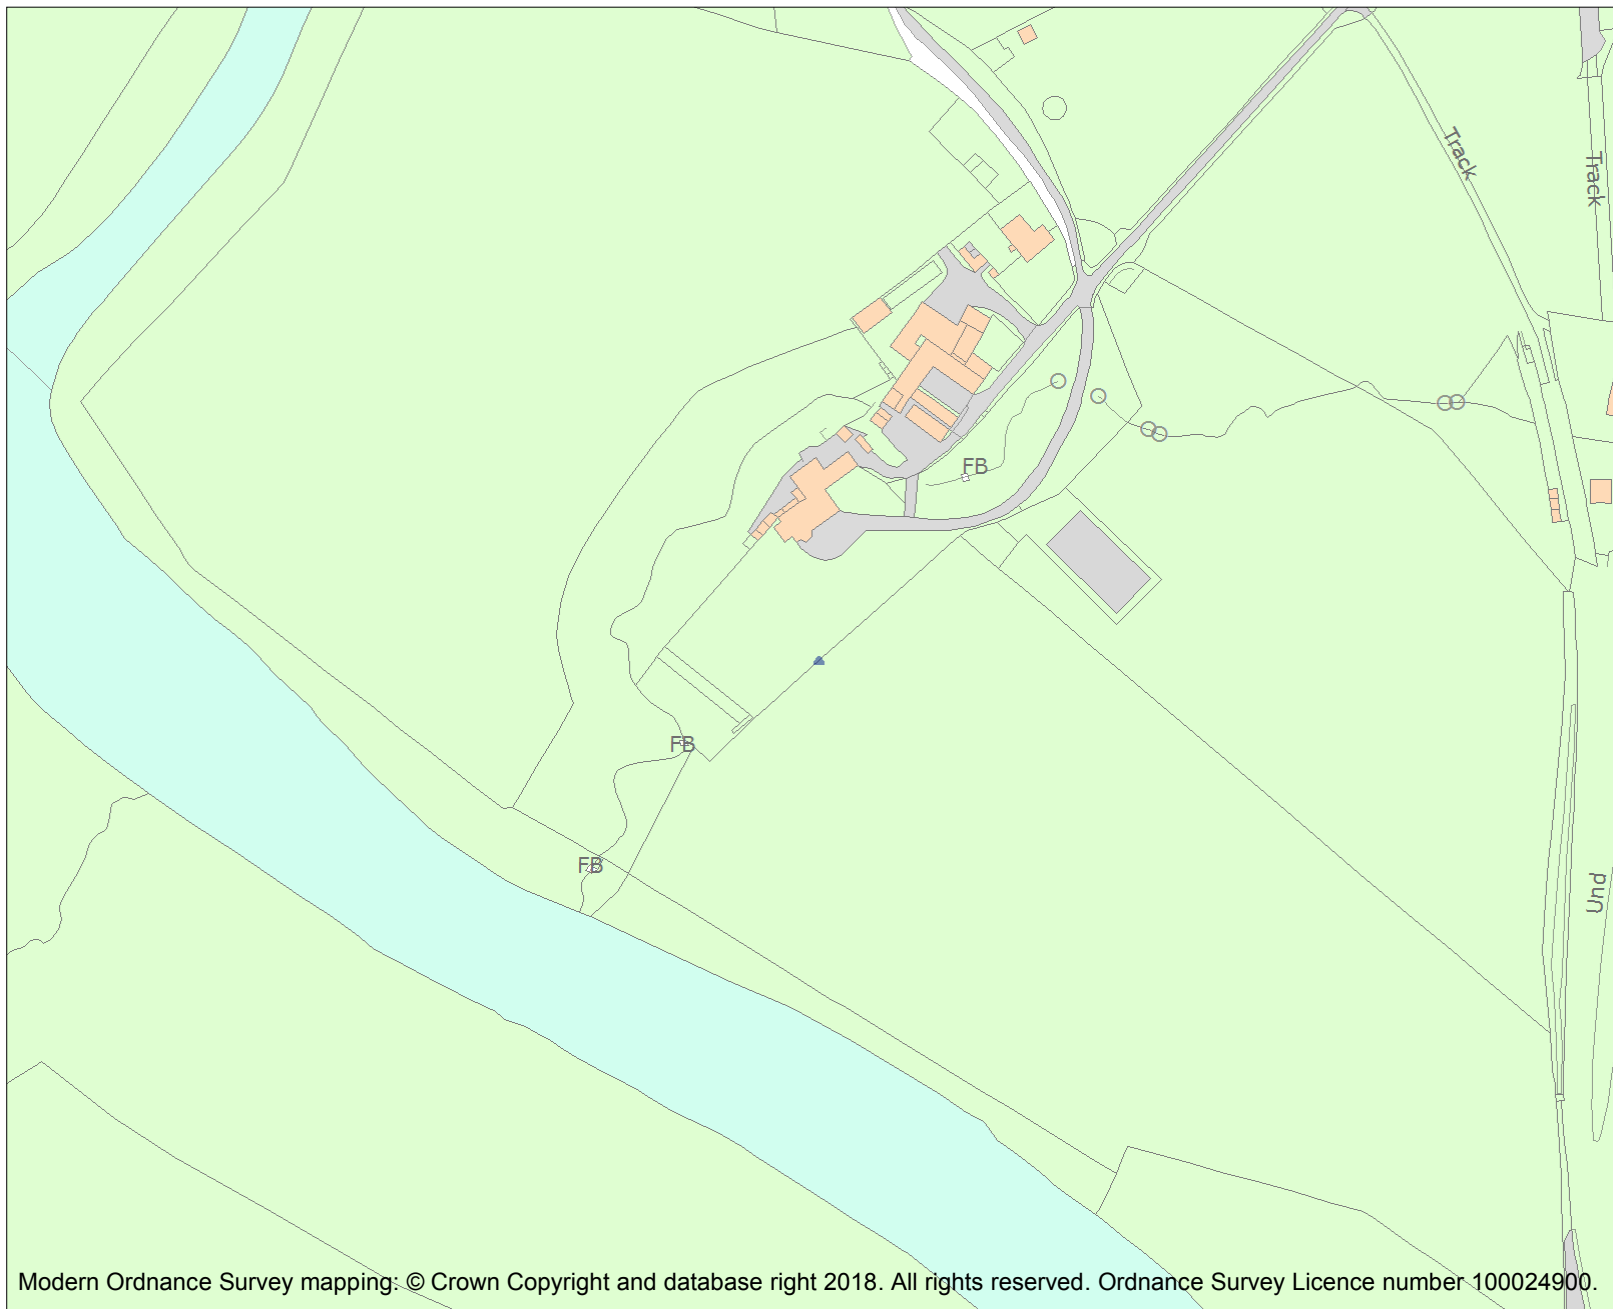 Track
Track
FB
FB
FB
Und
Modern Ordnance Survey mapping: © Crown Copyright and database right 2018. All rights reserved. Ordnance Survey Licence number 100024900.